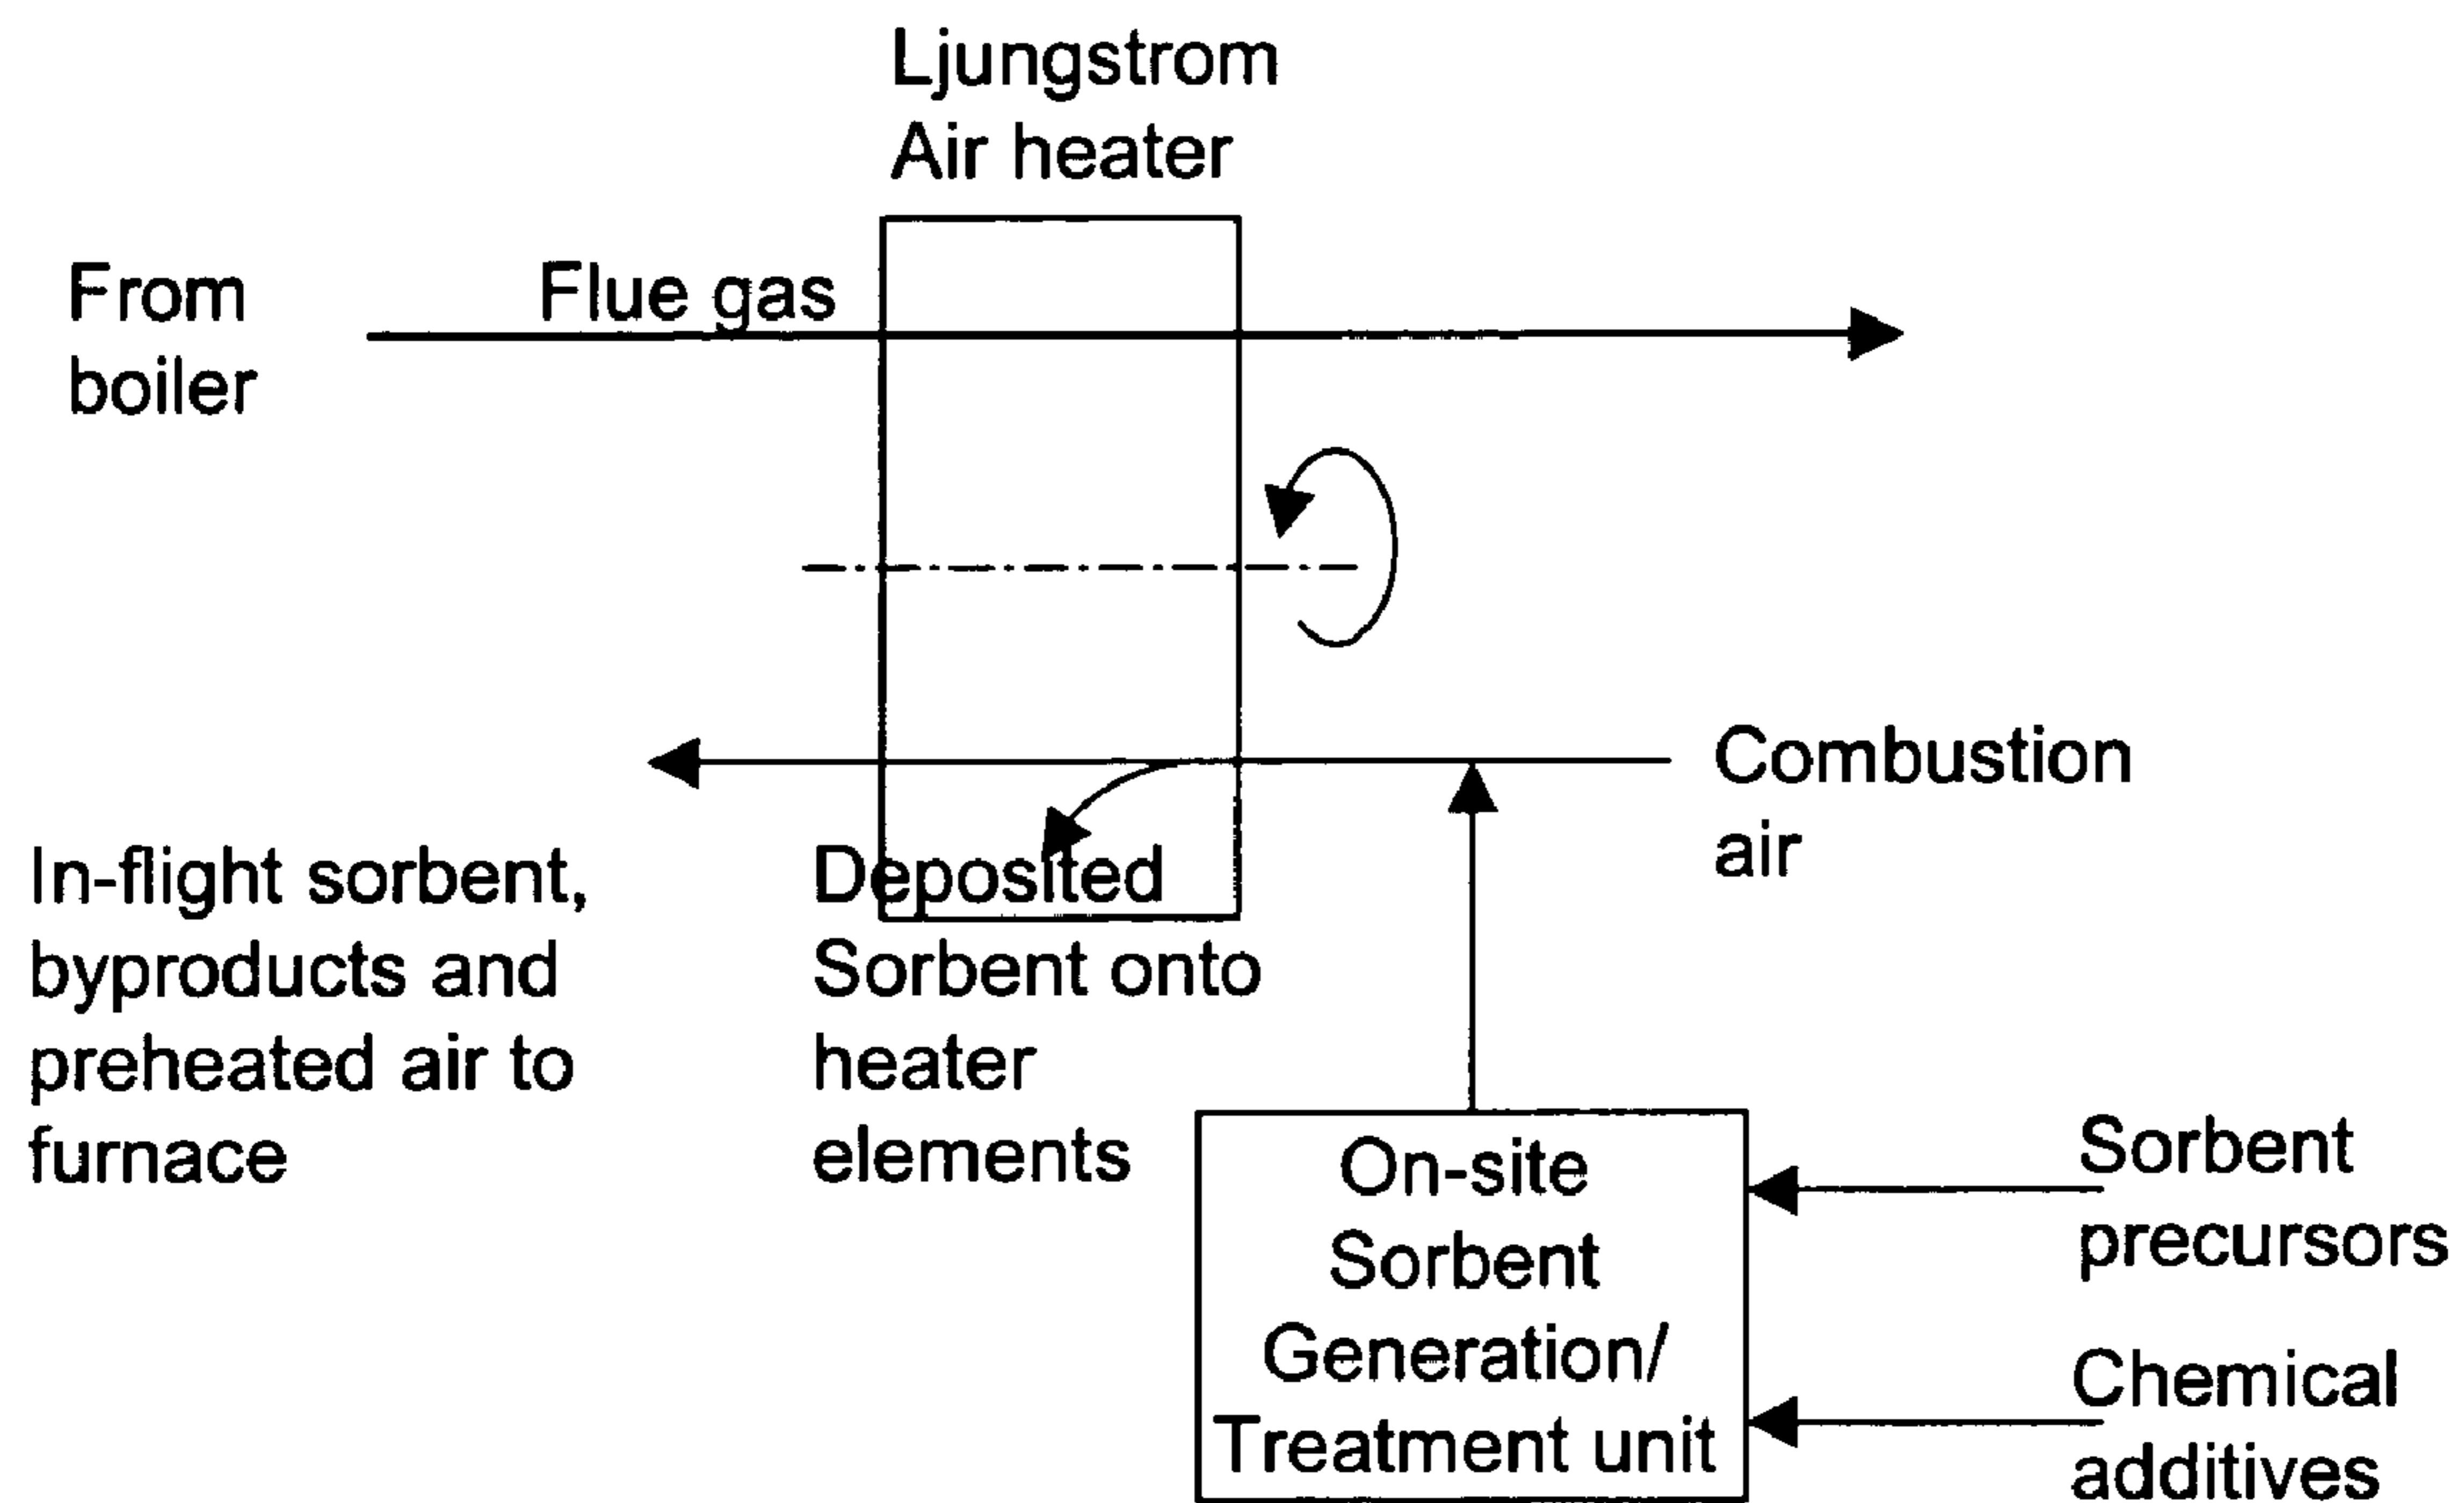 Ljungstrom
Air heater
From
boiler
Flue gas
Combustion
air
In-flight sorbent,
byproducts and
preheated air to
furnace
Deposited
Sorbent onto
heater
elements
On-site
Sorbent
Generation/
Treatment unit
Sorbent
precursors
Chemical
additives